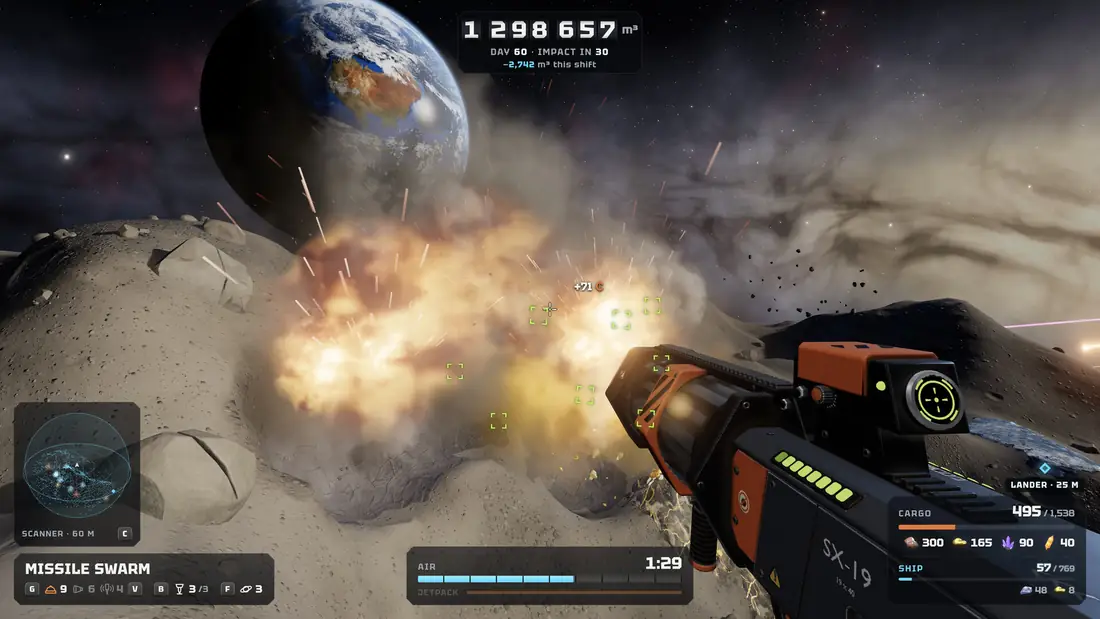 1 298 657 m³
DAY 60 · IMPACT IN 30
-2,742 m³ this shift
+71 C
LANDER · 25 M
CARGO 495 / 1,538
300 165 90 40
SHIP 57 / 769
48 8
SX-19
SCANNER · 60 M C
MISSILE SWARM
G 9 6 4 V B 3/3 F 3
AIR 1:29
JETPACK